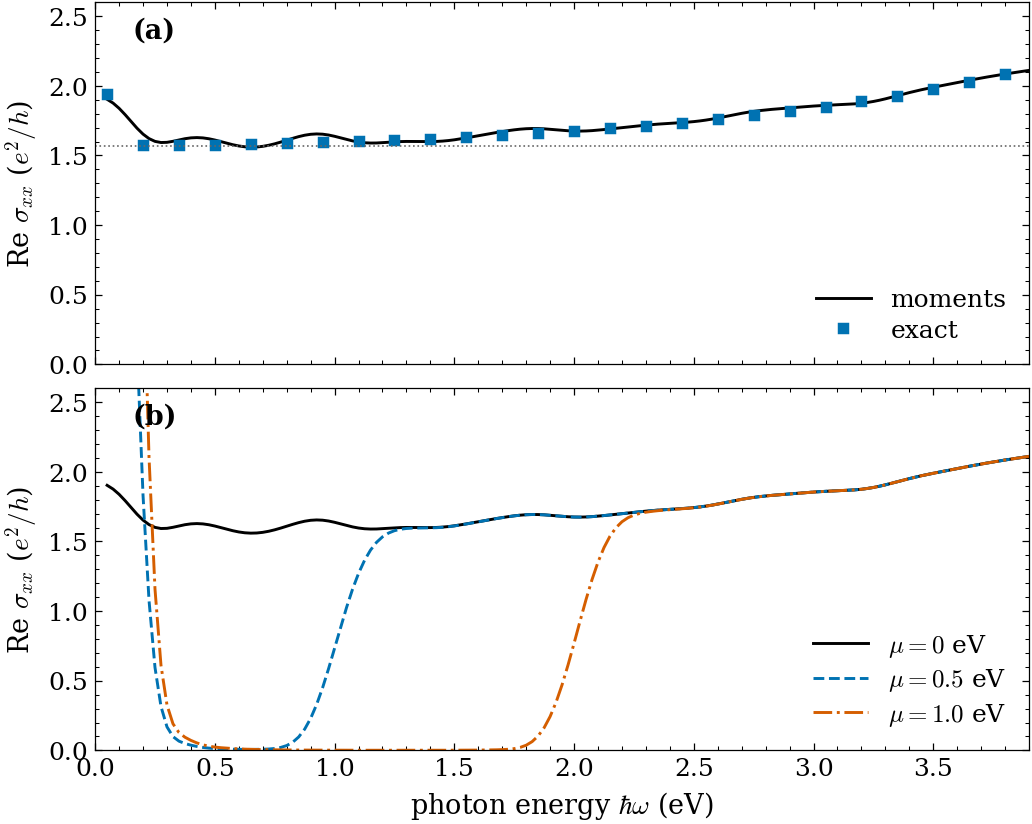 (a)
2.5
2.0
1.5
1.0
0.5
0.0
Re σxx (e²/h)
moments
exact
(b)
2.5
2.0
1.5
1.0
0.5
0.0
Re σxx (e²/h)
μ = 0 eV
μ = 0.5 eV
μ = 1.0 eV
0.0 0.5 1.0 1.5 2.0 2.5 3.0 3.5
photon energy ℏω (eV)